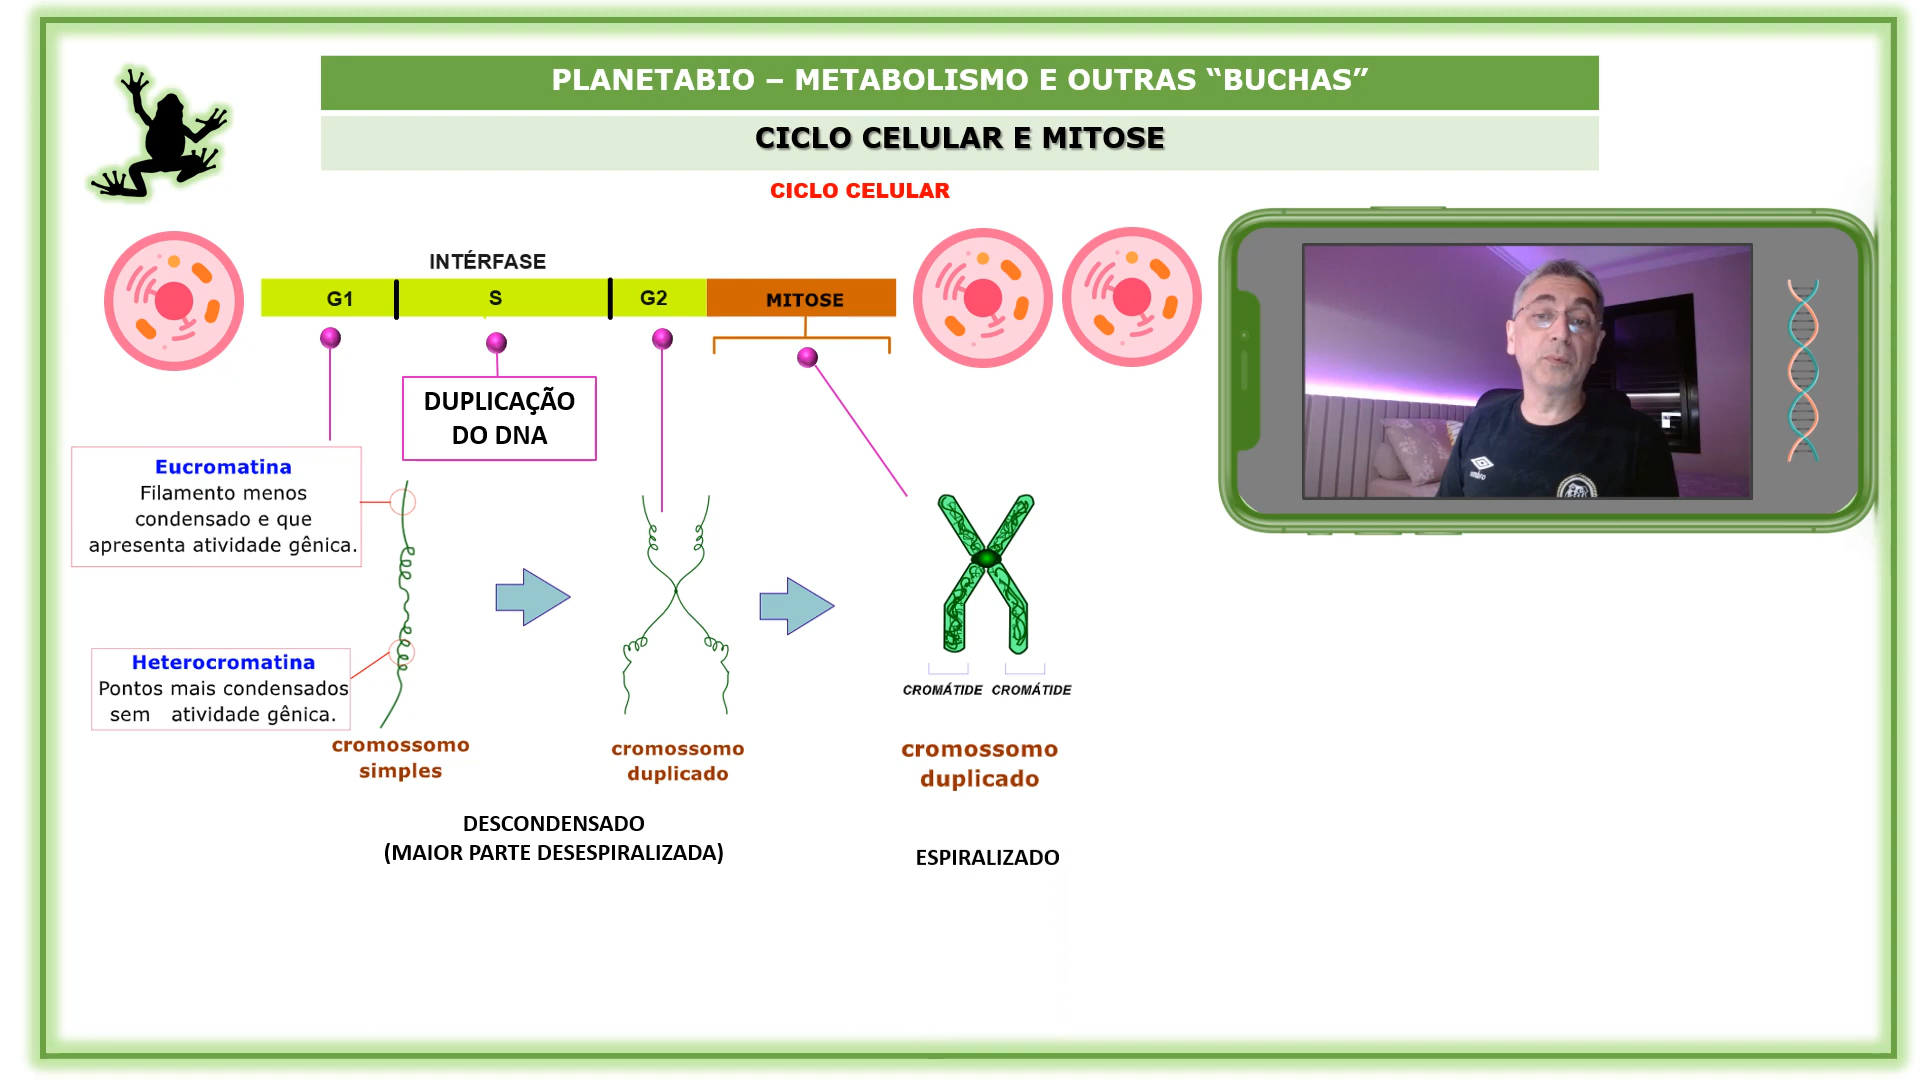 PLANETABIO – METABOLISMO E OUTRAS “BUCHAS”
CICLO CELULAR E MITOSE
CICLO CELULAR
INTÉRFASE
G1
S
G2
MITOSE
DUPLICAÇÃO
DO DNA
Eucromatina
Filamento menos
condensado e que
apresenta atividade gênica.
Heterocromatina
Pontos mais condensados
sem atividade gênica.
CROMÁTIDE CROMÁTIDE
cromossomo
simples
cromossomo
duplicado
cromossomo
duplicado
DESCONDENSADO
(MAIOR PARTE DESESPIRALIZADA)
ESPIRALIZADO
umbro